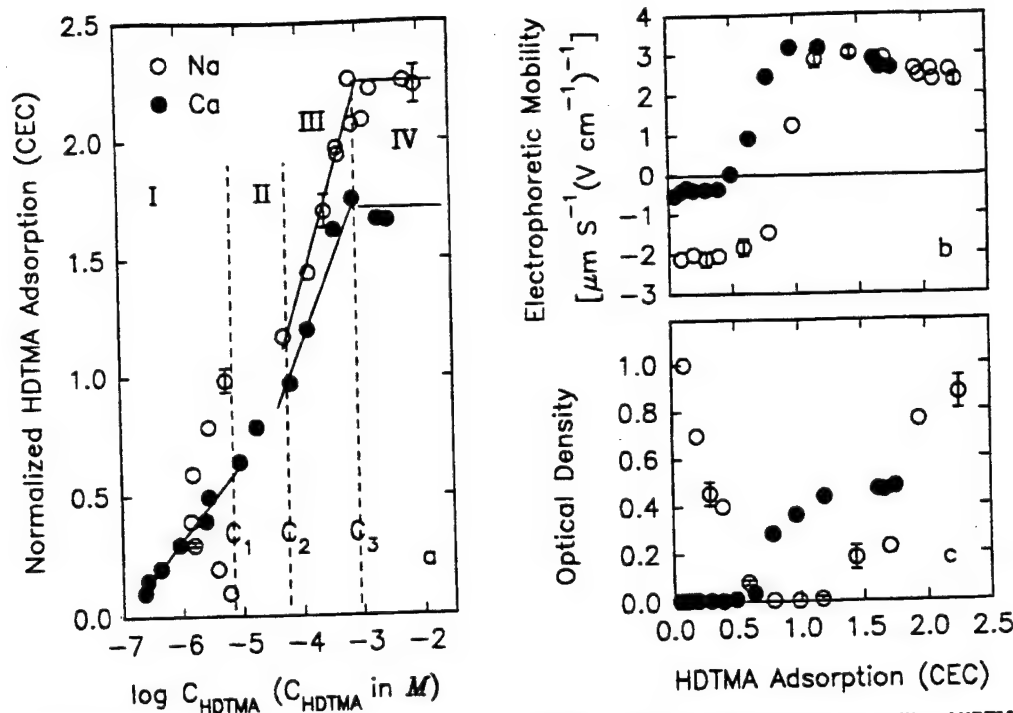 Normalized HDTMA Adsorption (CEC)
2.5
2.0
1.5
1.0
0.5
0.0
Na
Ca
I
II
III
IV
C1
C2
C3
a
−7 −6 −5 −4 −3 −2
log C_HDTMA (C_HDTMA in M)
Electrophoretic Mobility
[μm S⁻¹(V cm⁻¹)⁻¹]
4
3
2
1
0
−1
−2
−3
b
Optical Density
1.0
0.8
0.6
0.4
0.2
0.0
c
0.0 0.5 1.0 1.5 2.0 2.5
HDTMA Adsorption (CEC)